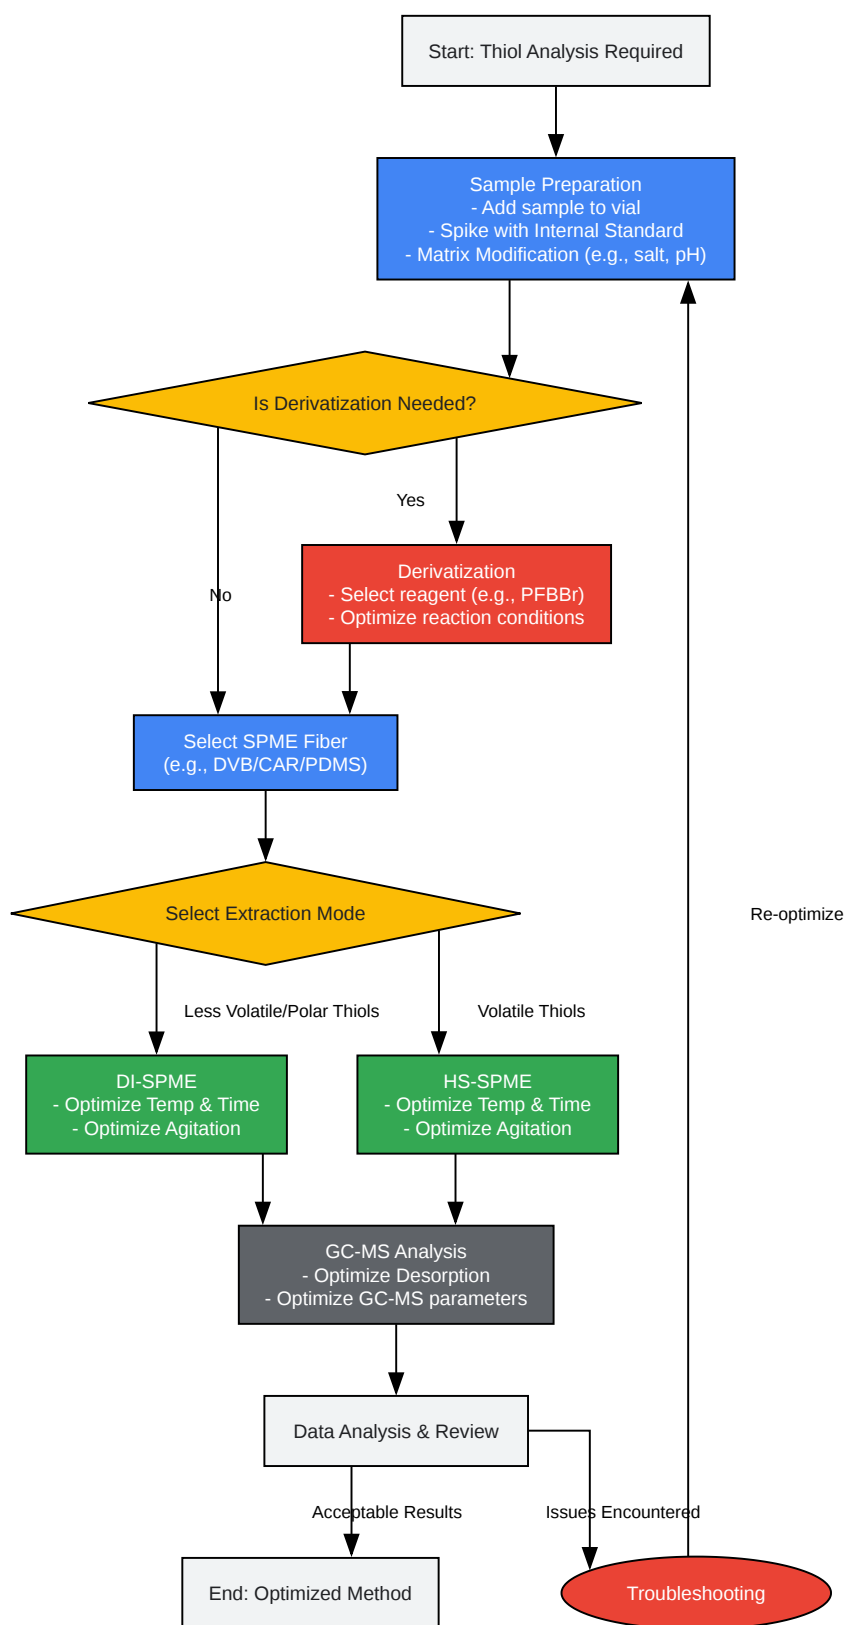 Start: Thiol Analysis Required
Sample Preparation
- Add sample to vial
- Spike with Internal Standard
- Matrix Modification (e.g., salt, pH)
Is Derivatization Needed?
Yes
No
Derivatization
- Select reagent (e.g., PFBBr)
- Optimize reaction conditions
Select SPME Fiber
(e.g., DVB/CAR/PDMS)
Select Extraction Mode
Re-optimize
Less Volatile/Polar Thiols
Volatile Thiols
DI-SPME
- Optimize Temp & Time
- Optimize Agitation
HS-SPME
- Optimize Temp & Time
- Optimize Agitation
GC-MS Analysis
- Optimize Desorption
- Optimize GC-MS parameters
Data Analysis & Review
Acceptable Results
Issues Encountered
End: Optimized Method
Troubleshooting